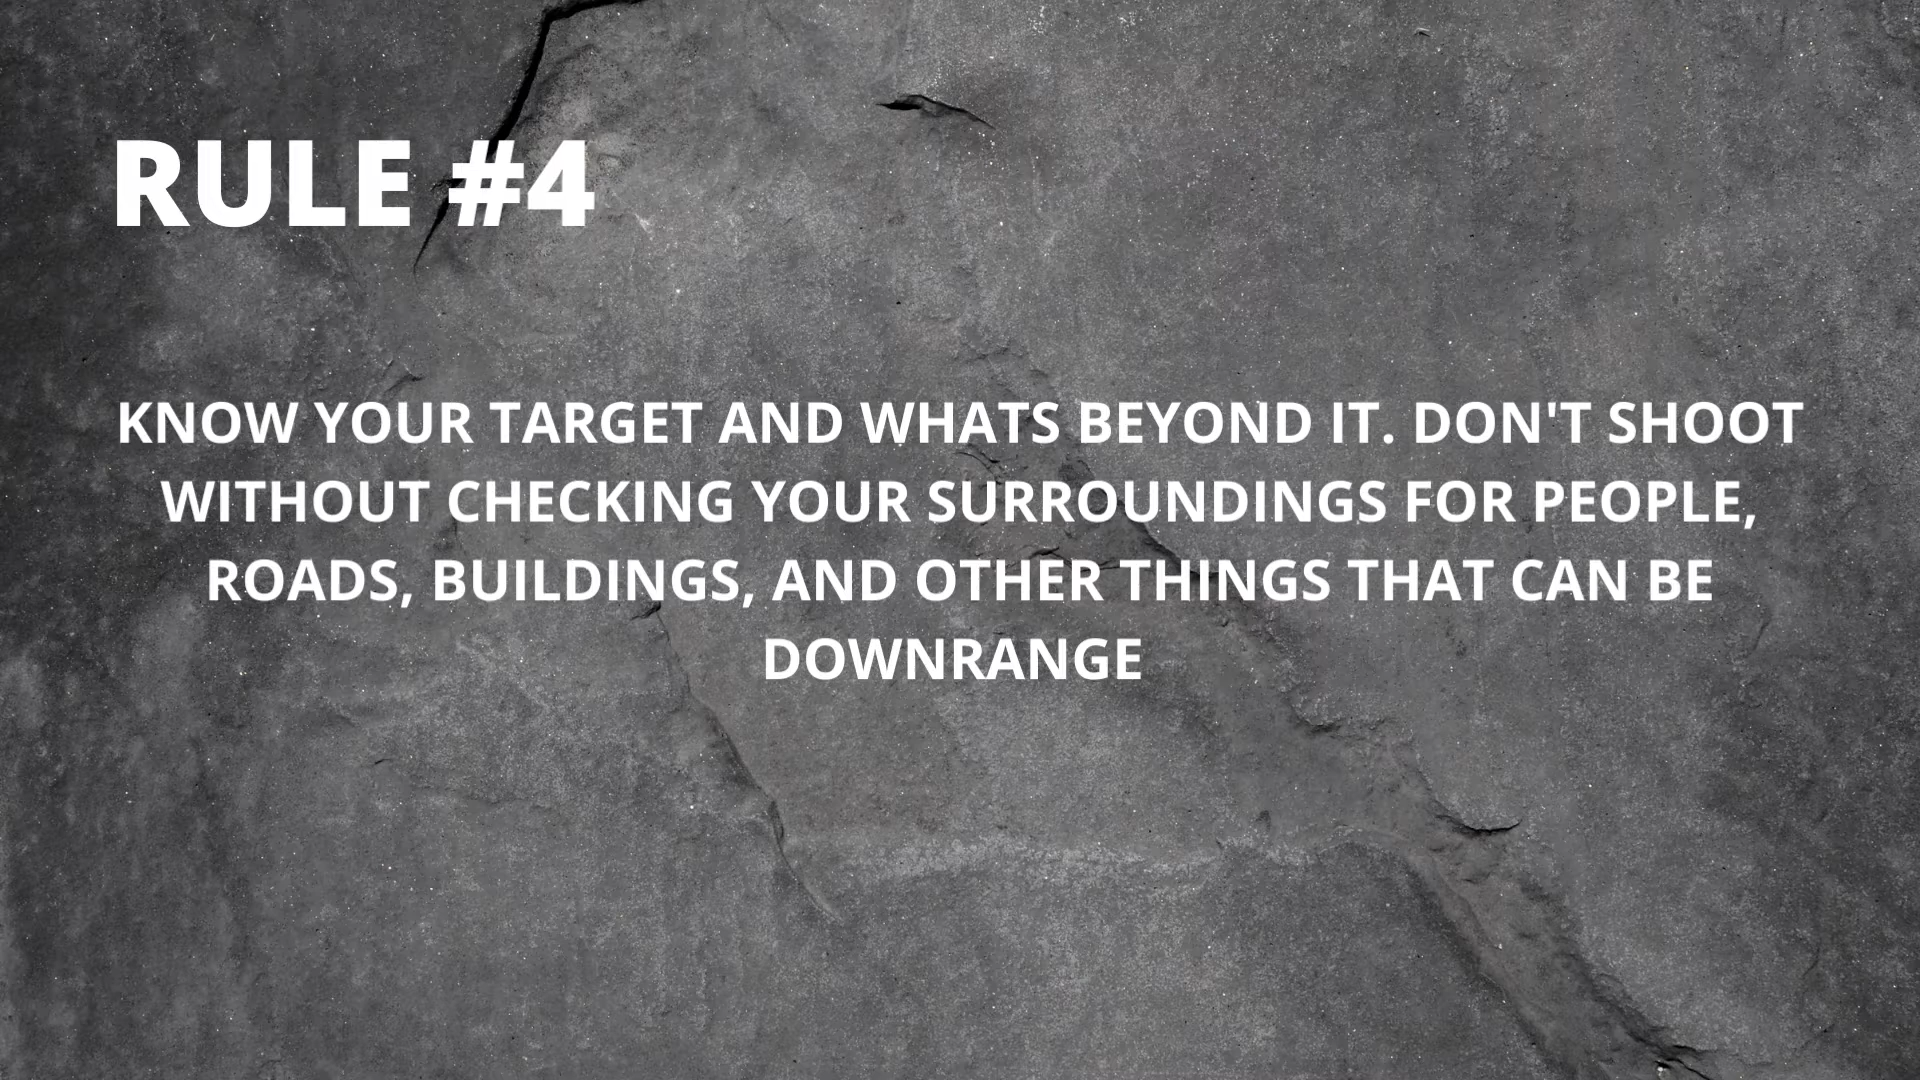 RULE #4
KNOW YOUR TARGET AND WHATS BEYOND IT. DON'T SHOOT
WITHOUT CHECKING YOUR SURROUNDINGS FOR PEOPLE,
ROADS, BUILDINGS, AND OTHER THINGS THAT CAN BE
DOWNRANGE